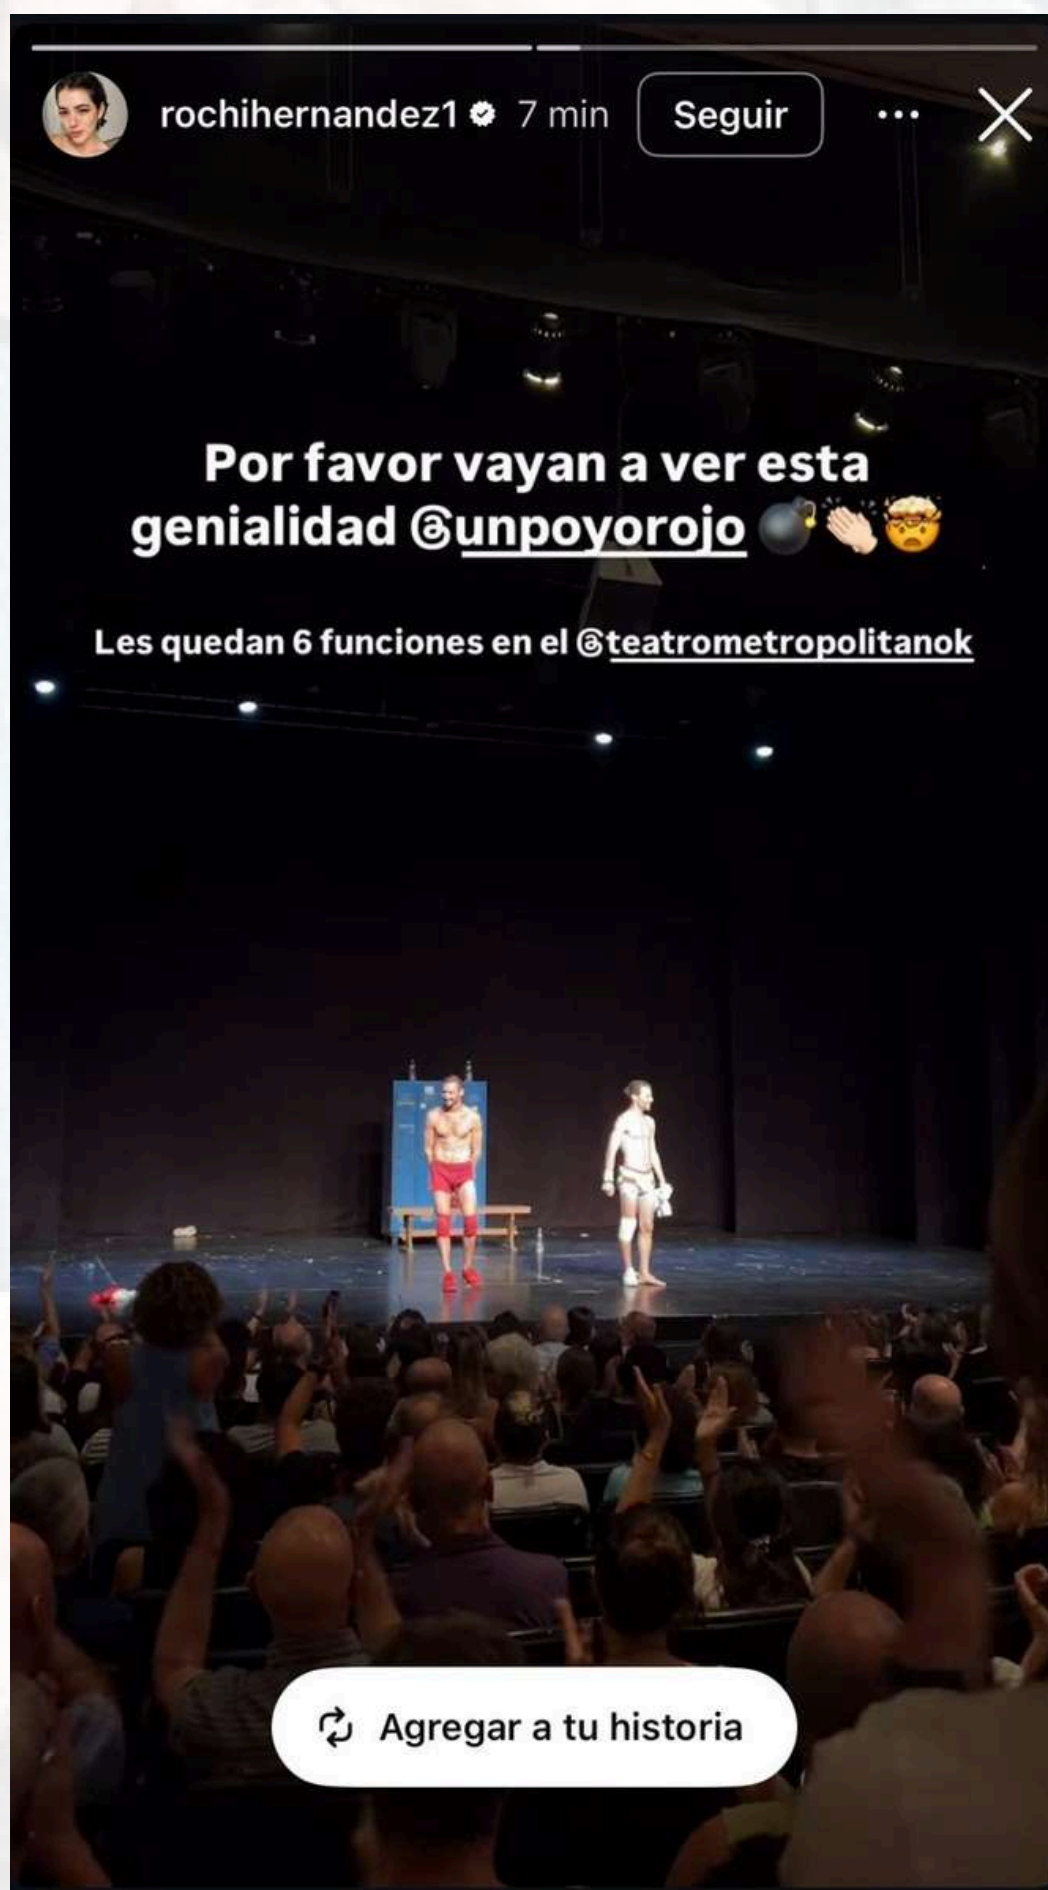 rochihernandez1 7 min Seguir
Por favor vayan a ver esta
genialidad @unpoyorojo 💣👏🏻🤯
Les quedan 6 funciones en el @teatrometropolitanok
Agregar a tu historia